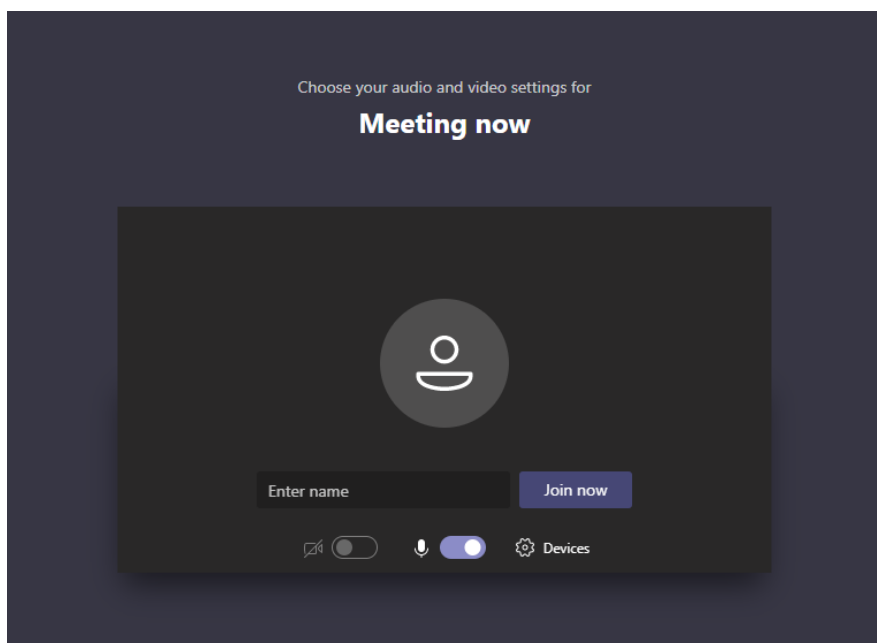 Choose your audio and video settings for
Meeting now
Enter name
Join now
Devices